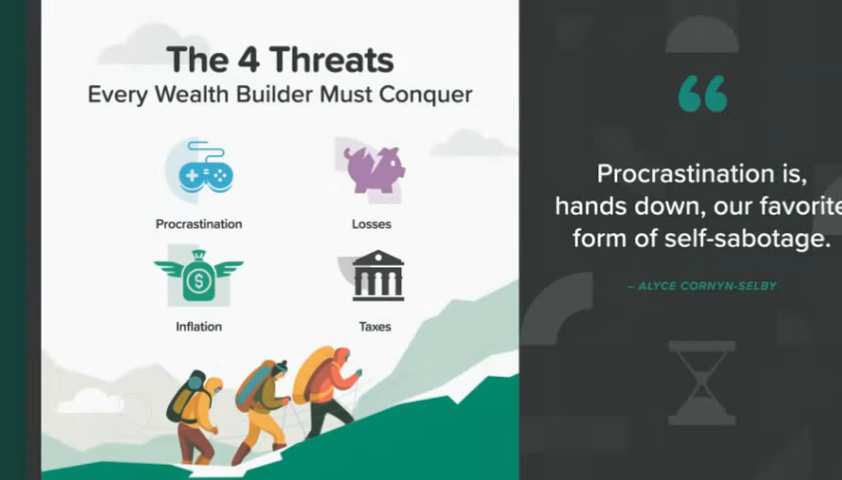 The 4 Threats
Every Wealth Builder Must Conquer
Procrastination
Losses
Inflation
Taxes
$
“
Procrastination is,
hands down, our favorite
form of self-sabotage.
– ALYCE CORNYN-SELBY